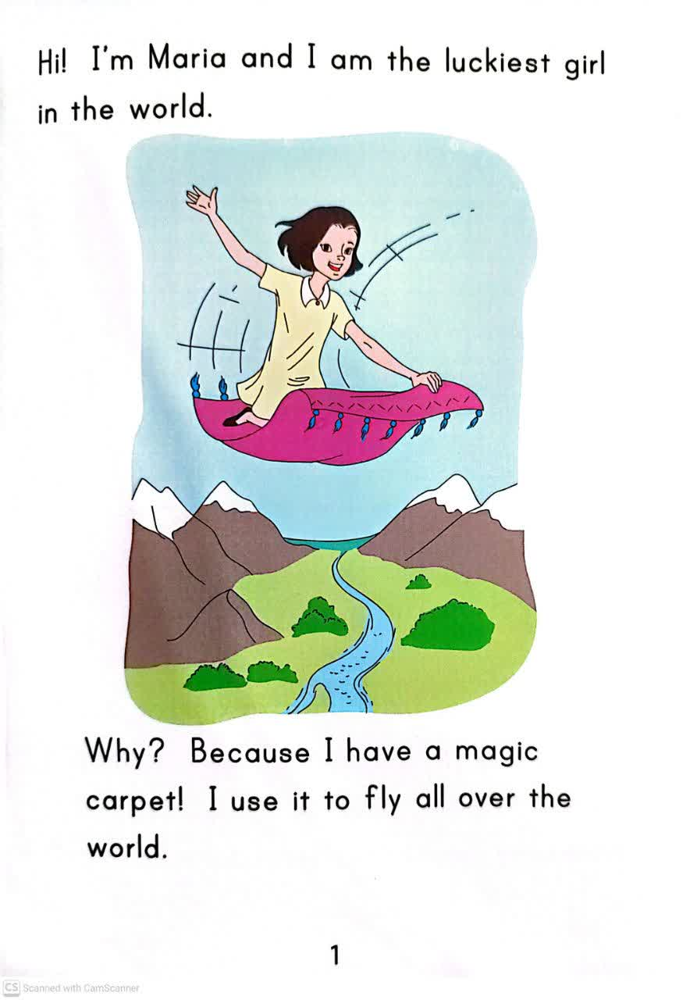 Hi! I'm Maria and I am the luckiest girl
in the world.
Why? Because I have a magic
carpet! I use it to fly all over the
world.
1
CS Scanned with CamScanner